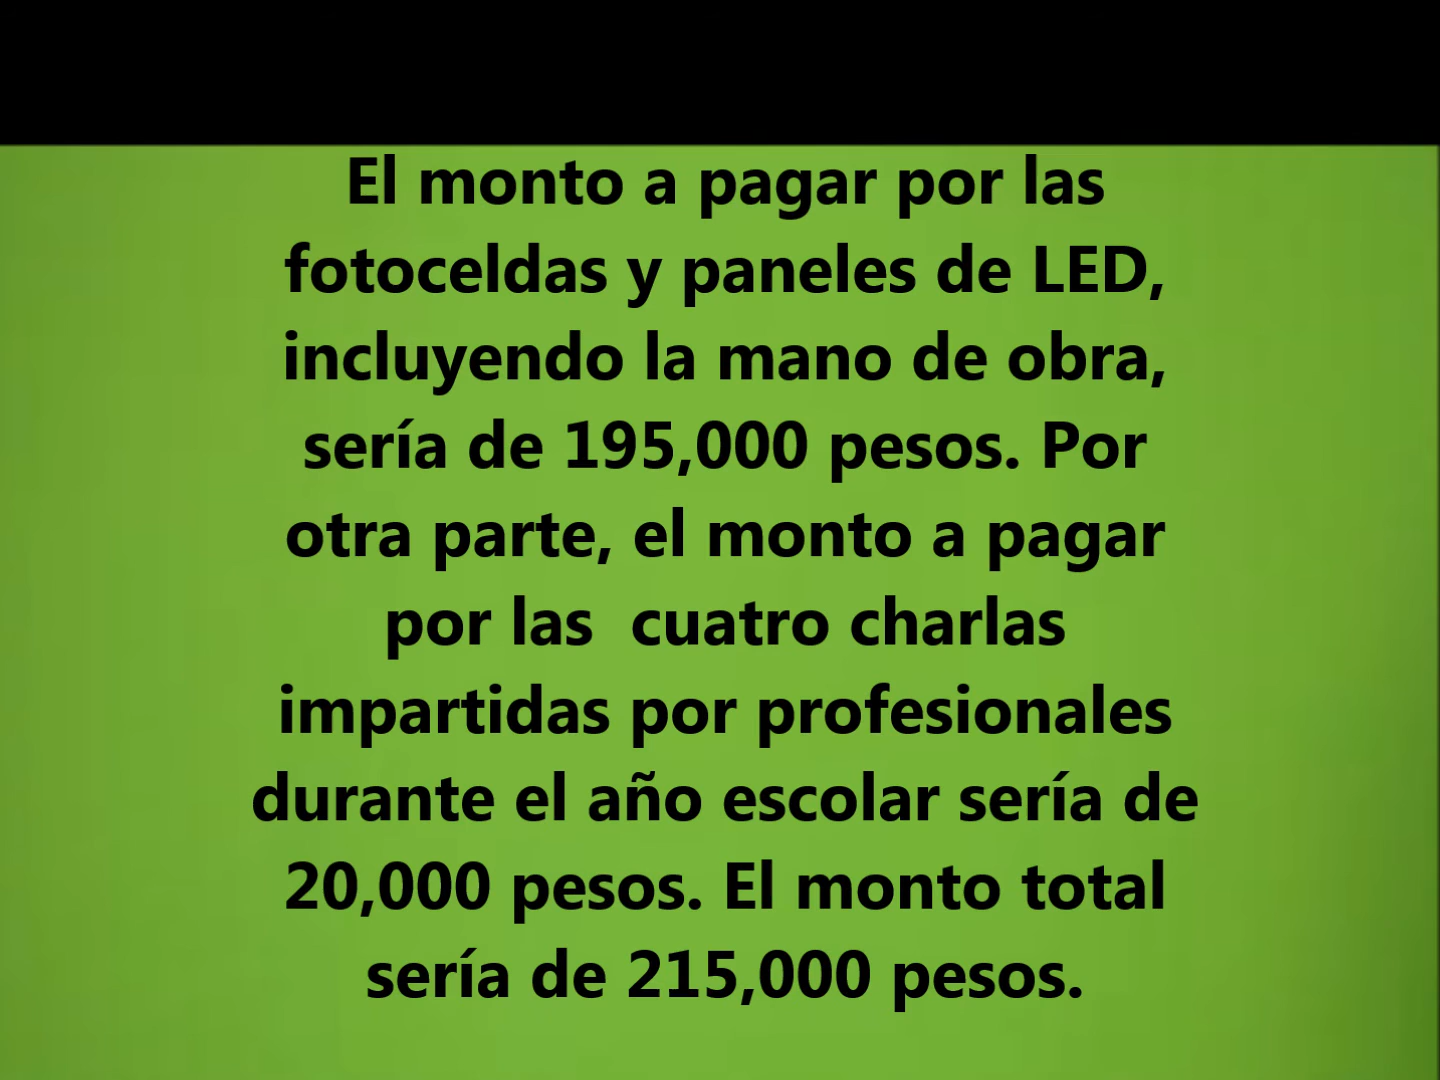 El monto a pagar por las
fotoceldas y paneles de LED,
incluyendo la mano de obra,
sería de 195,000 pesos. Por
otra parte, el monto a pagar
por las  cuatro charlas
impartidas por profesionales
durante el año escolar sería de
20,000 pesos. El monto total
sería de 215,000 pesos.